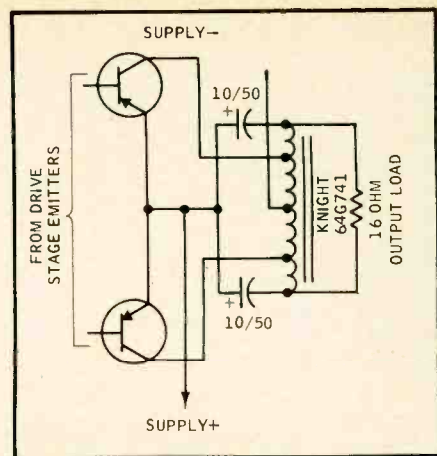 SUPPLY-
10/50
+
FROM DRIVE
STAGE EMITTERS
KNIGHT
64G741
16 OHM
OUTPUT LOAD
+
10/50
SUPPLY+